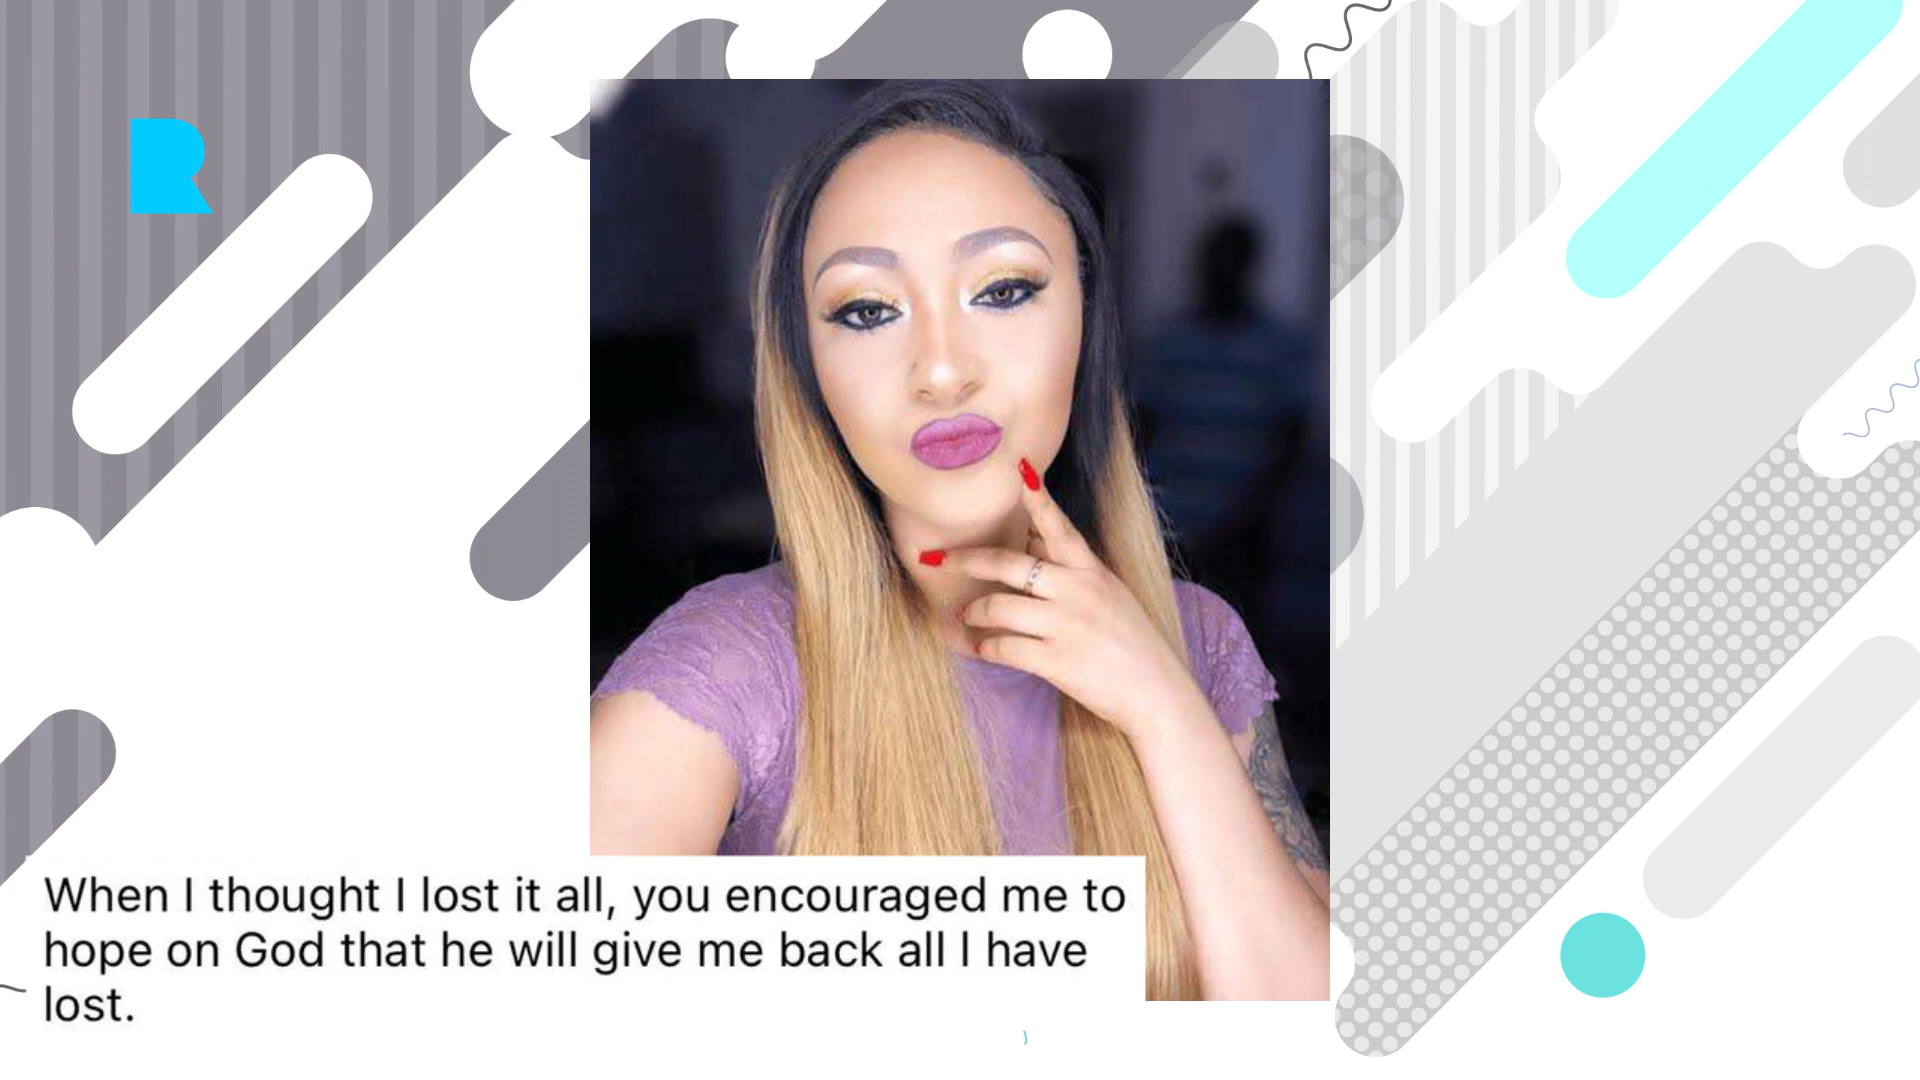 R
When I thought I lost it all, you encouraged me to
hope on God that he will give me back all I have
lost.